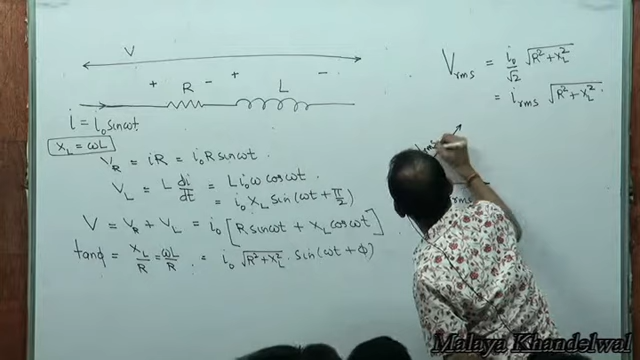 V
+ R - + L -
i = i₀ sinωt
X_L = ωL
V_R = iR = i₀R sinωt.
V_L = L di/dt = L i₀ω cosωt
= i₀ X_L sin(ωt + π/2)
V = V_R + V_L = i₀[R sinωt + X_L cosωt]
tanϕ = X_L/R = ωL/R . = i₀ √(R²+X_L²) . sin(ωt + ϕ)
V_rms = i₀/√2 √(R²+X_L²)
= i_rms √(R²+X_L²) .
rms
Malaya Khandelwal